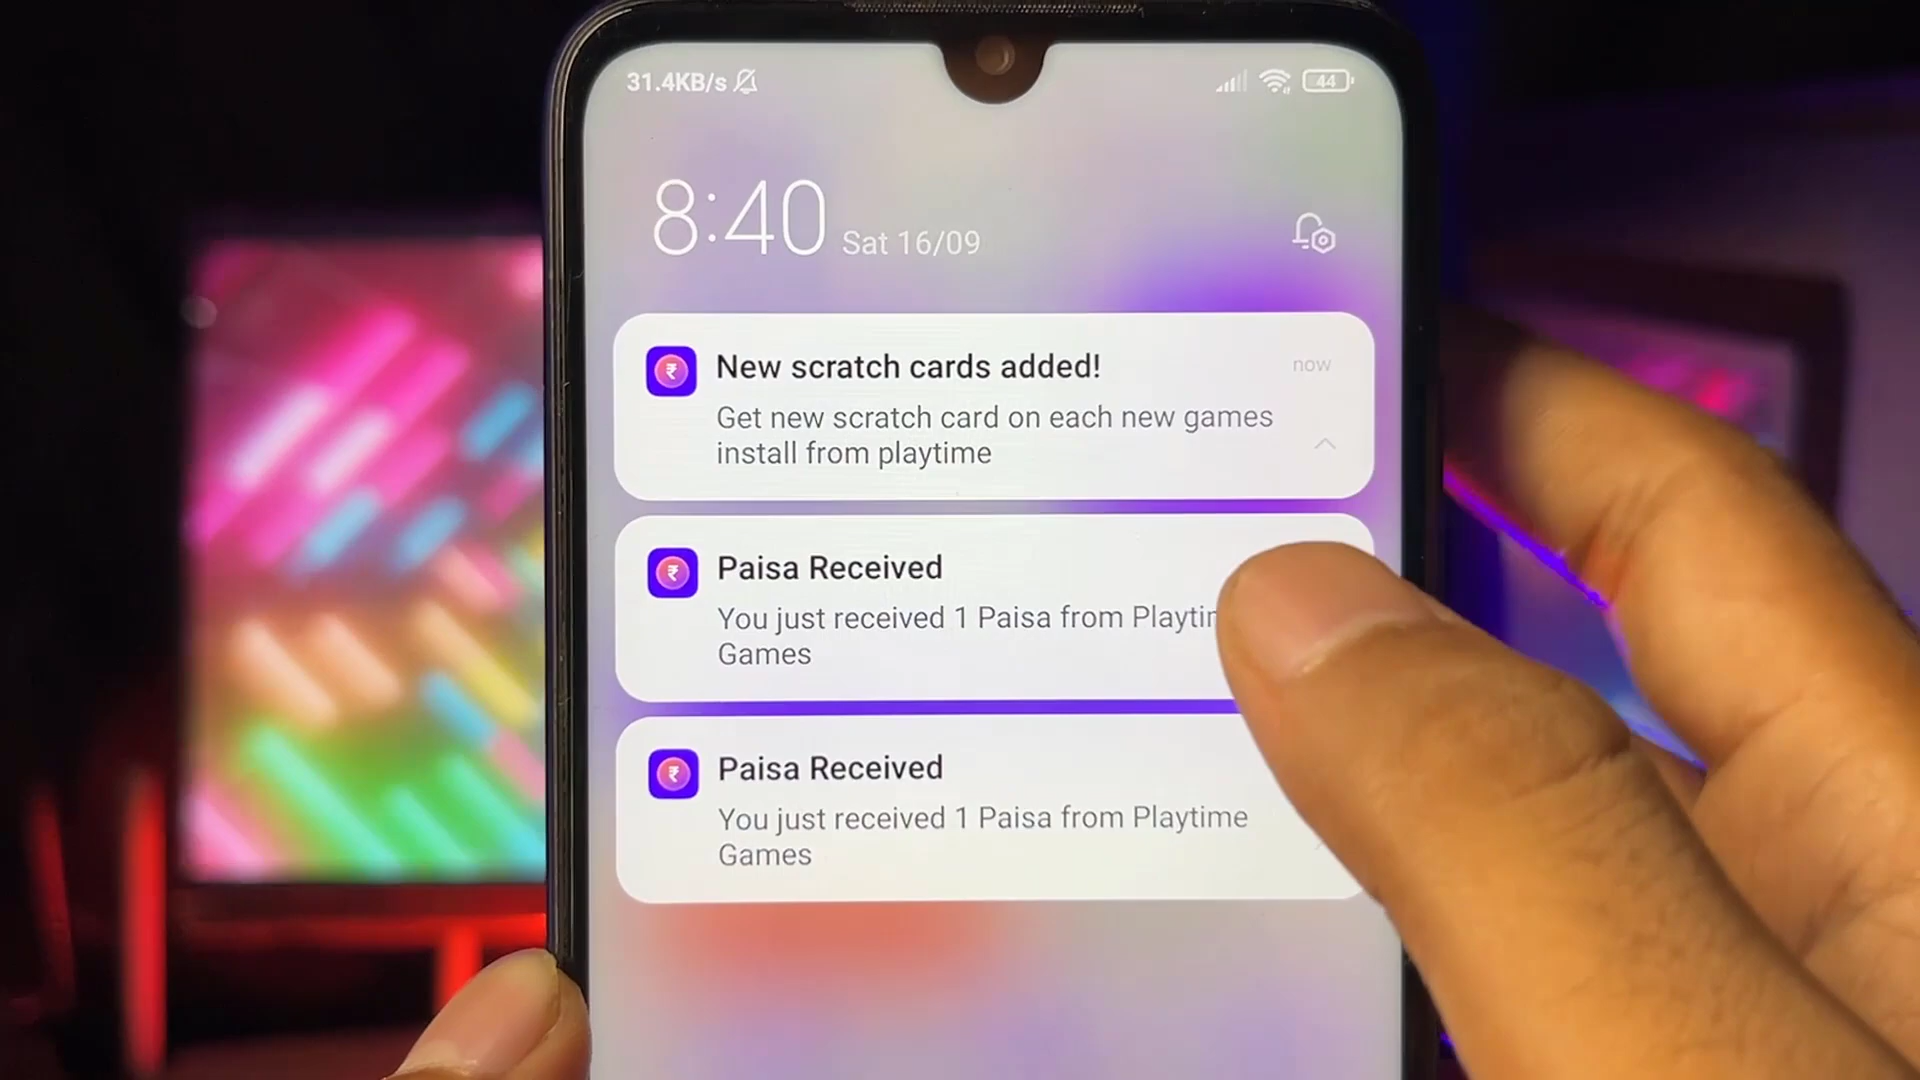 31.4KB/s
44
8:40 Sat 16/09
New scratch cards added!
now
Get new scratch card on each new games
install from playtime
Paisa Received
You just received 1 Paisa from Playtim
Games
Paisa Received
You just received 1 Paisa from Playtime
Games